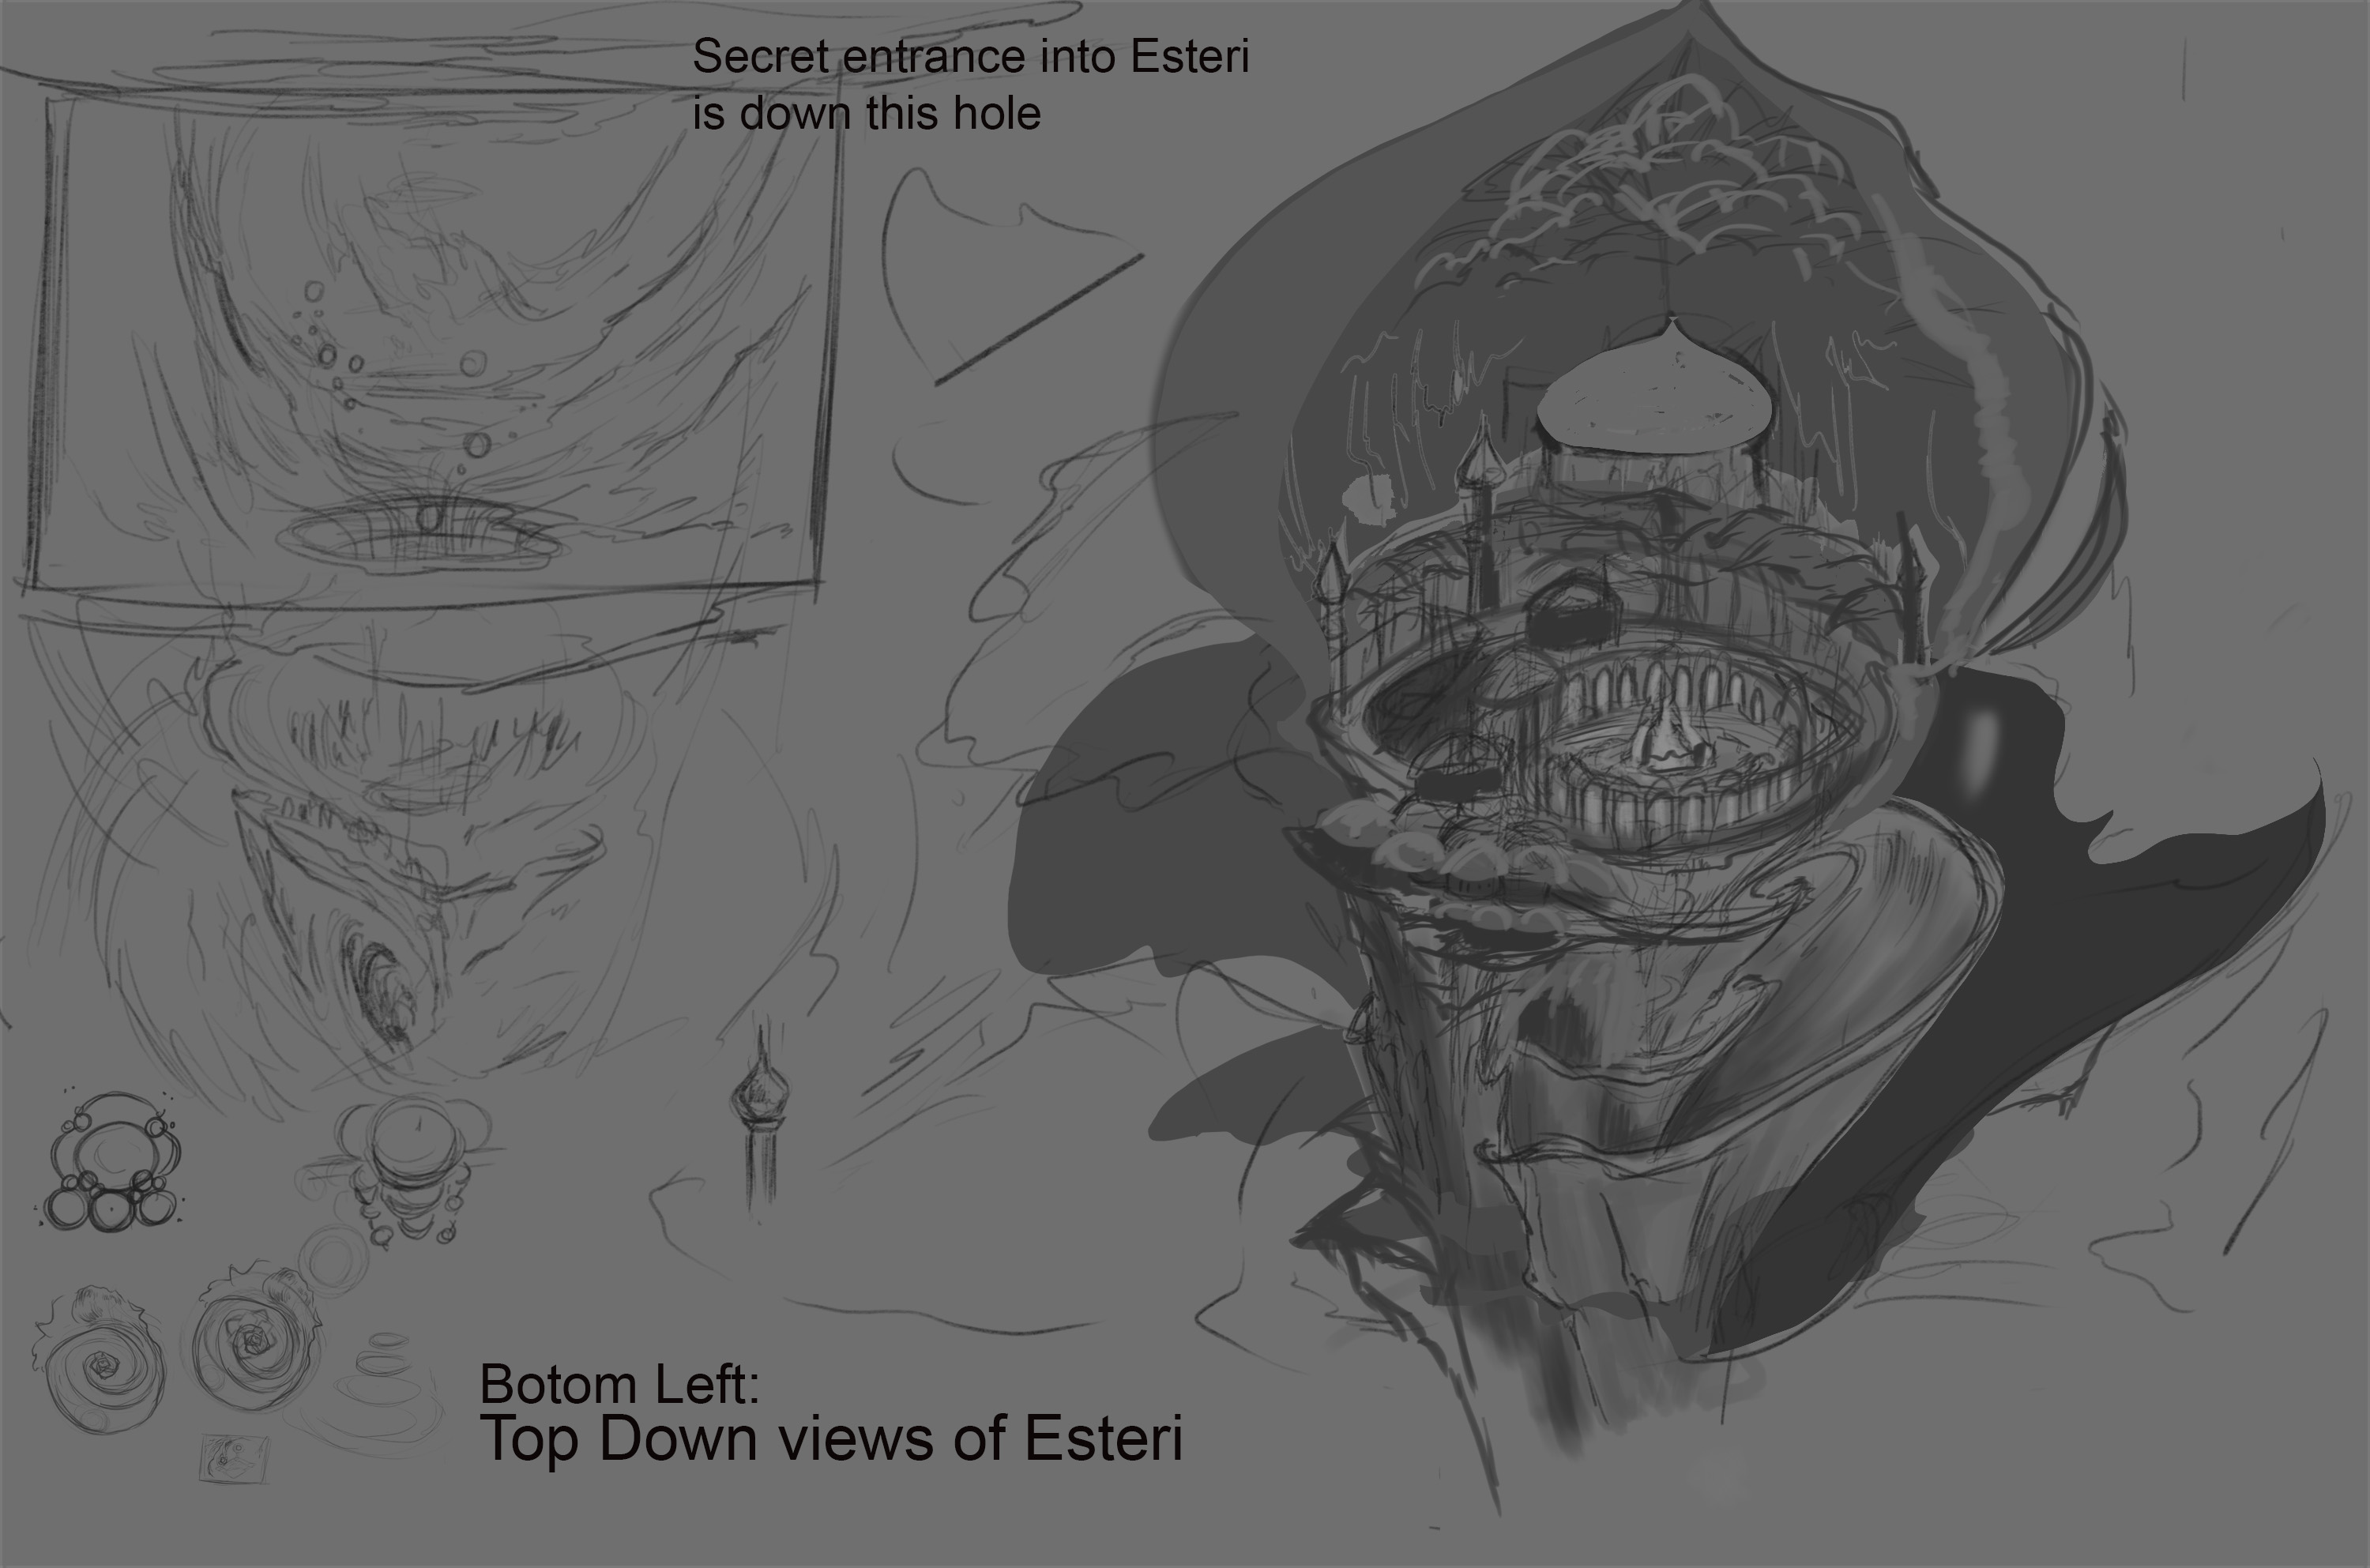 Secret entrance into Esteri
is down this hole
Botom Left:
Top Down views of Esteri